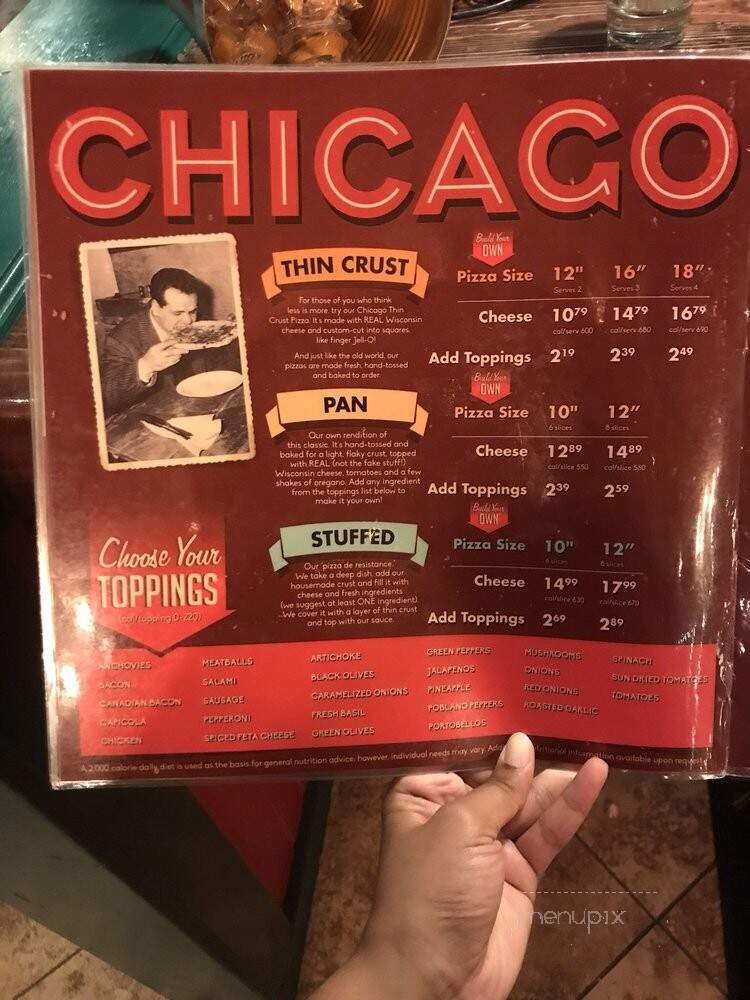 CHICAGO
THIN CRUST
For those of you who think
less is more, try our Chicago Thin
Crust Pizza. It's made with REAL Wisconsin
cheese and custom-cut into squares,
like finger Jell-O!
And just like the old world, our
pizzas are made fresh, hand-tossed
and baked to order.
Build Your
OWN
Pizza Size 12" 16" 18"
Serves 2 Serves 3 Serves 4
Cheese 10.79 14.79 16.79
cal/serv 600 cal/serv 680 cal/serv 690
Add Toppings 2.19 2.39 2.49
PAN
Our own rendition of
this classic. It's hand-tossed and
baked for a light, flaky crust, topped
with REAL (not the fake stuff!)
Wisconsin cheese, tomatoes and a few
shakes of oregano. Add any ingredient
from the toppings list below to
make it your own!
Build Your
OWN
Pizza Size 10" 12"
6 slices 8 slices
Cheese 12.89 14.89
cal/slice 550 cal/slice 560
Add Toppings 2.39 2.59
STUFFED
Our 'pizza de resistance.'
We take a deep dish, add our
housemade crust and fill it with
cheese and fresh ingredients
(we suggest at least ONE ingredient).
We cover it with a layer of thin crust
and top with our sauce.
Build Your
OWN
Pizza Size 10" 12"
6 slices 8 slices
Cheese 14.99 17.99
cal/slice 630 cal/slice 670
Add Toppings 2.69 2.89
Choose Your
TOPPINGS
(cal/topping 0-220)
ANCHOVIES
BACON
CANADIAN BACON
CAPICOLA
CHICKEN
MEATBALLS
SALAMI
SAUSAGE
PEPPERONI
SPICED FETA CHEESE
ARTICHOKE
BLACK OLIVES
CARAMELIZED ONIONS
FRESH BASIL
GREEN OLIVES
GREEN PEPPERS
JALAPENOS
PINEAPPLE
POBLANO PEPPERS
PORTOBELLOS
MUSHROOMS
ONIONS
RED ONIONS
ROASTED GARLIC
SPINACH
SUN DRIED TOMATOES
TOMATOES
A 2,000 calorie daily diet is used as the basis for general nutrition advice; however, individual needs may vary. information available upon request.
menupix